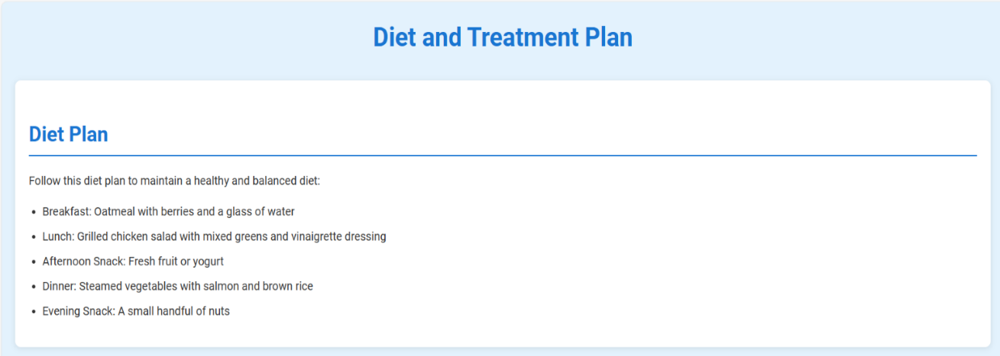 Diet and Treatment Plan
Diet Plan
Follow this diet plan to maintain a healthy and balanced diet:
• Breakfast: Oatmeal with berries and a glass of water
• Lunch: Grilled chicken salad with mixed greens and vinaigrette dressing
• Afternoon Snack: Fresh fruit or yogurt
• Dinner: Steamed vegetables with salmon and brown rice
• Evening Snack: A small handful of nuts